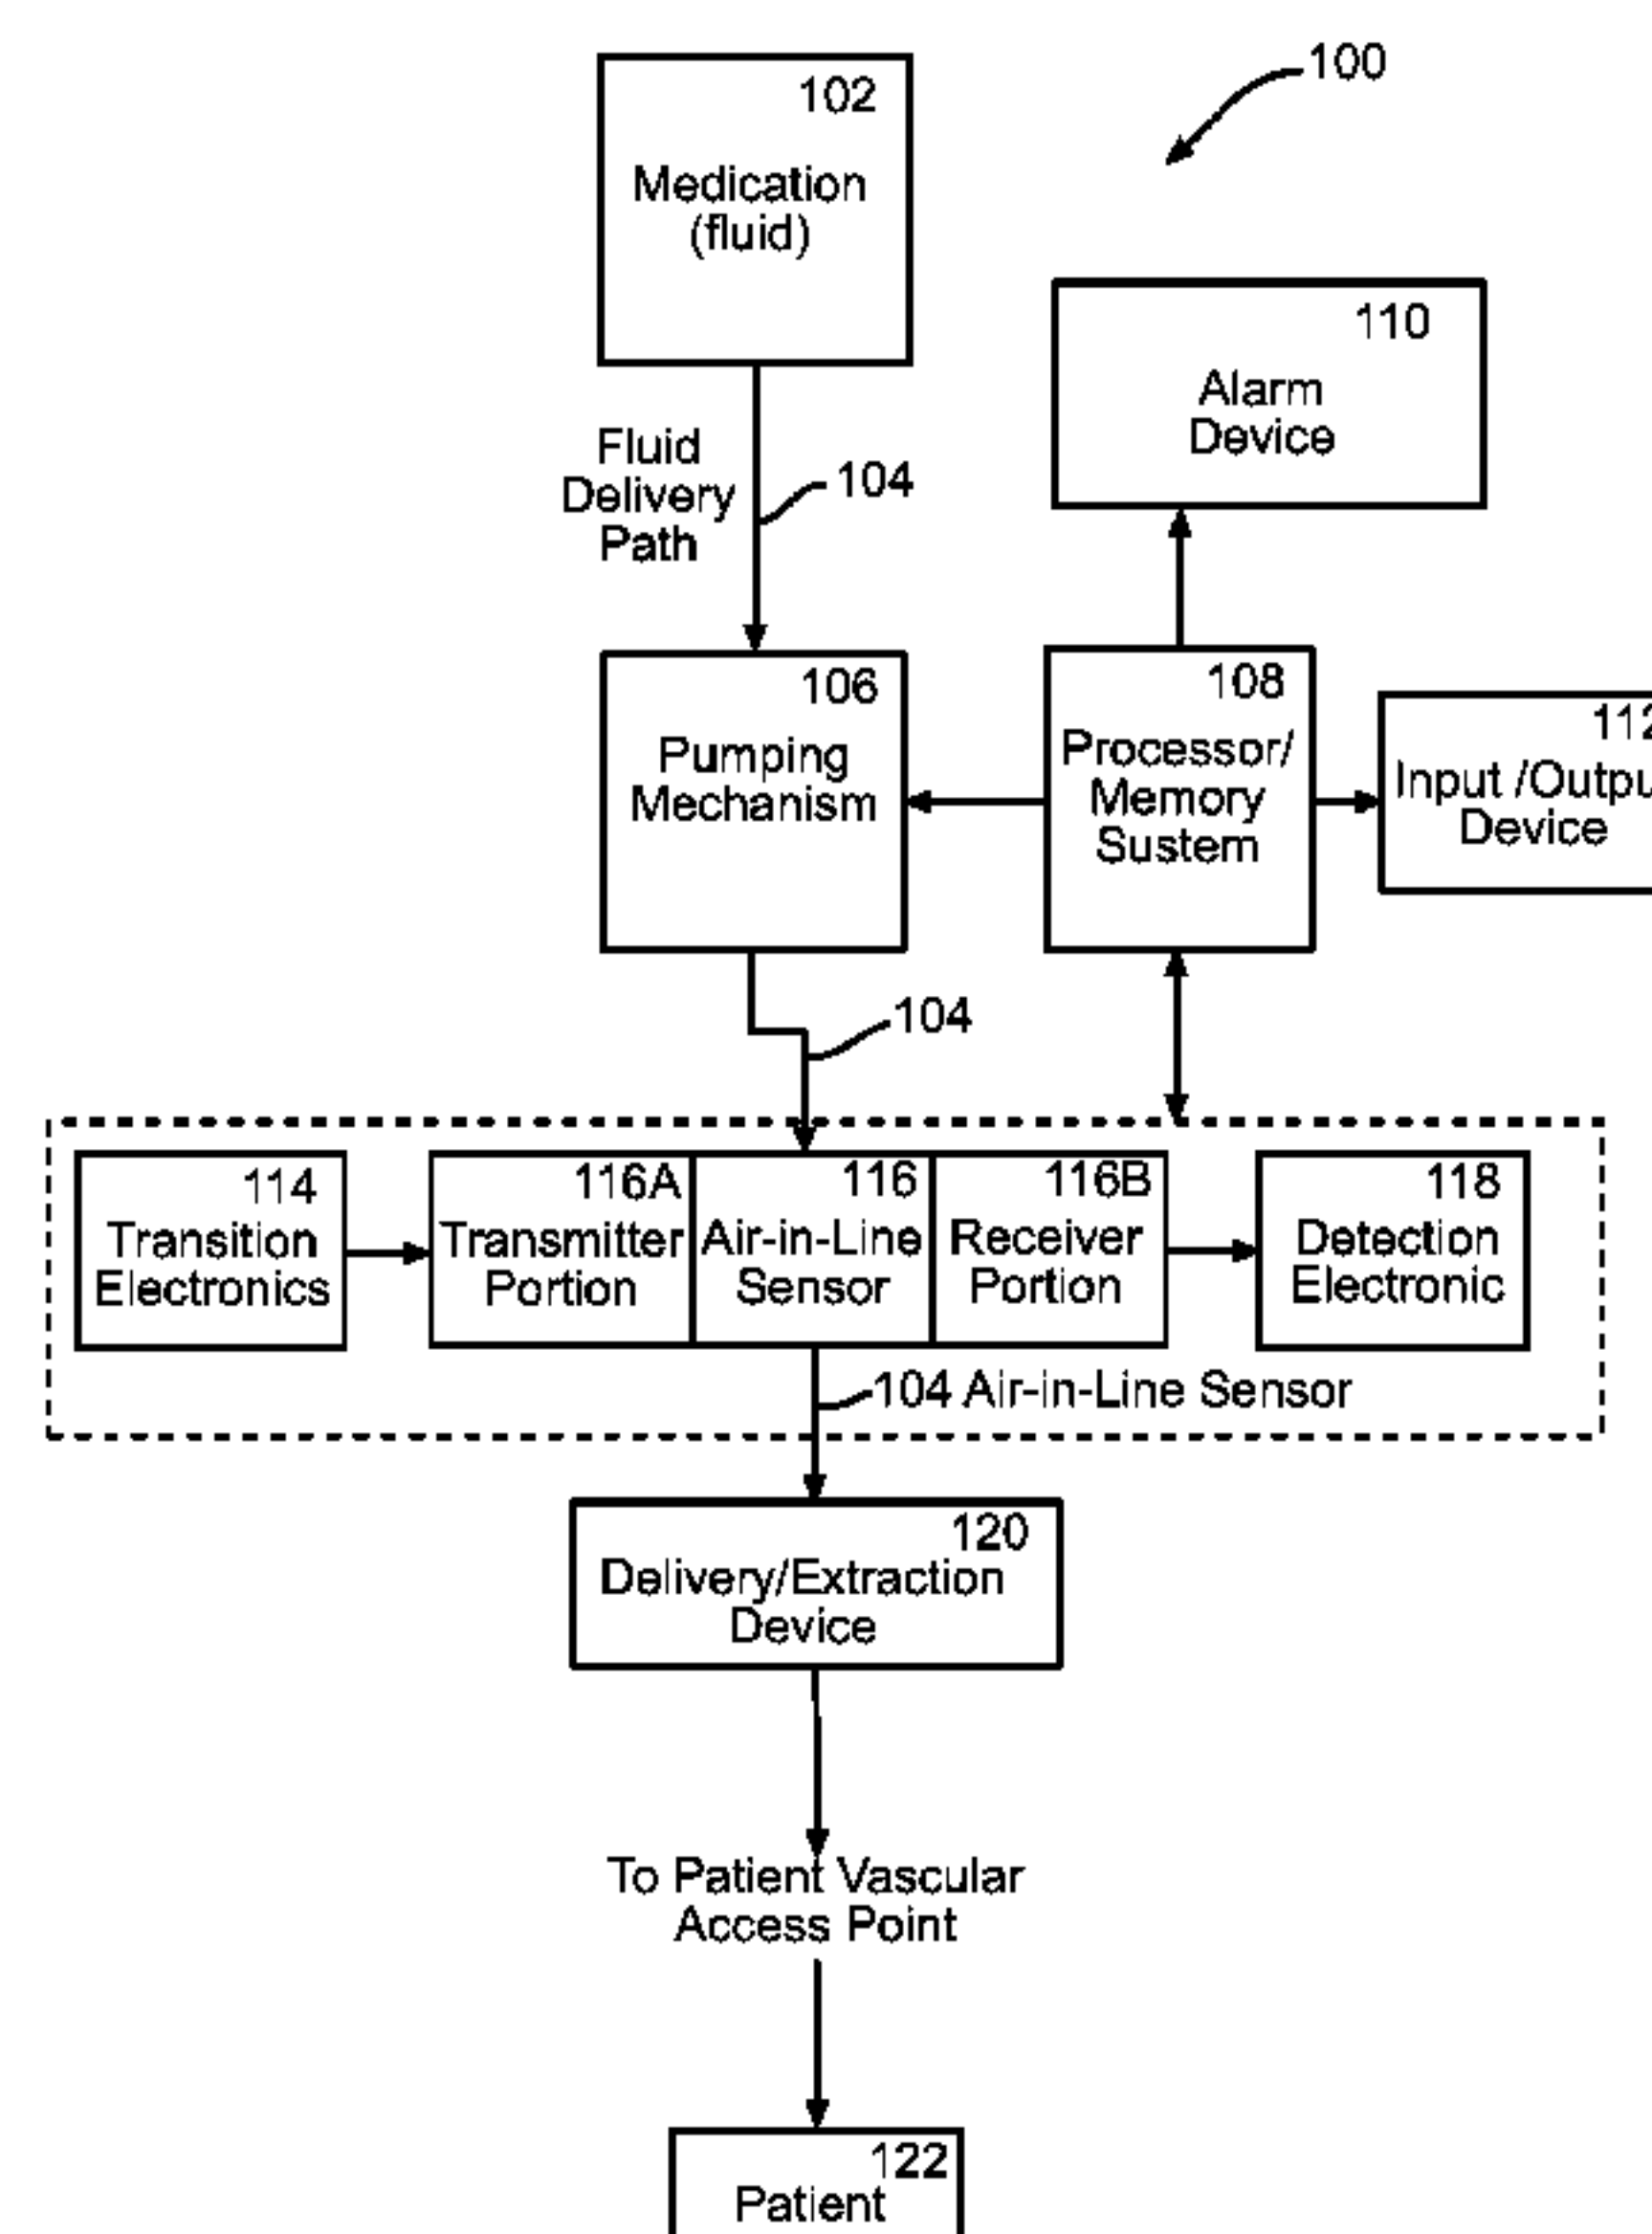 100
102
Medication
(fluid)
110
Alarm
Device
Fluid
Delivery
Path
104
106
Pumping
Mechanism
108
Processor/
Memory
Sustem
112
Input /Outpu
Device
104
114
Transition
Electronics
116A
Transmitter
Portion
116
Air-in-Line
Sensor
116B
Receiver
Portion
118
Detection
Electronic
104 Air-in-Line Sensor
120
Delivery/Extraction
Device
To Patient Vascular
Access Point
122
Patient